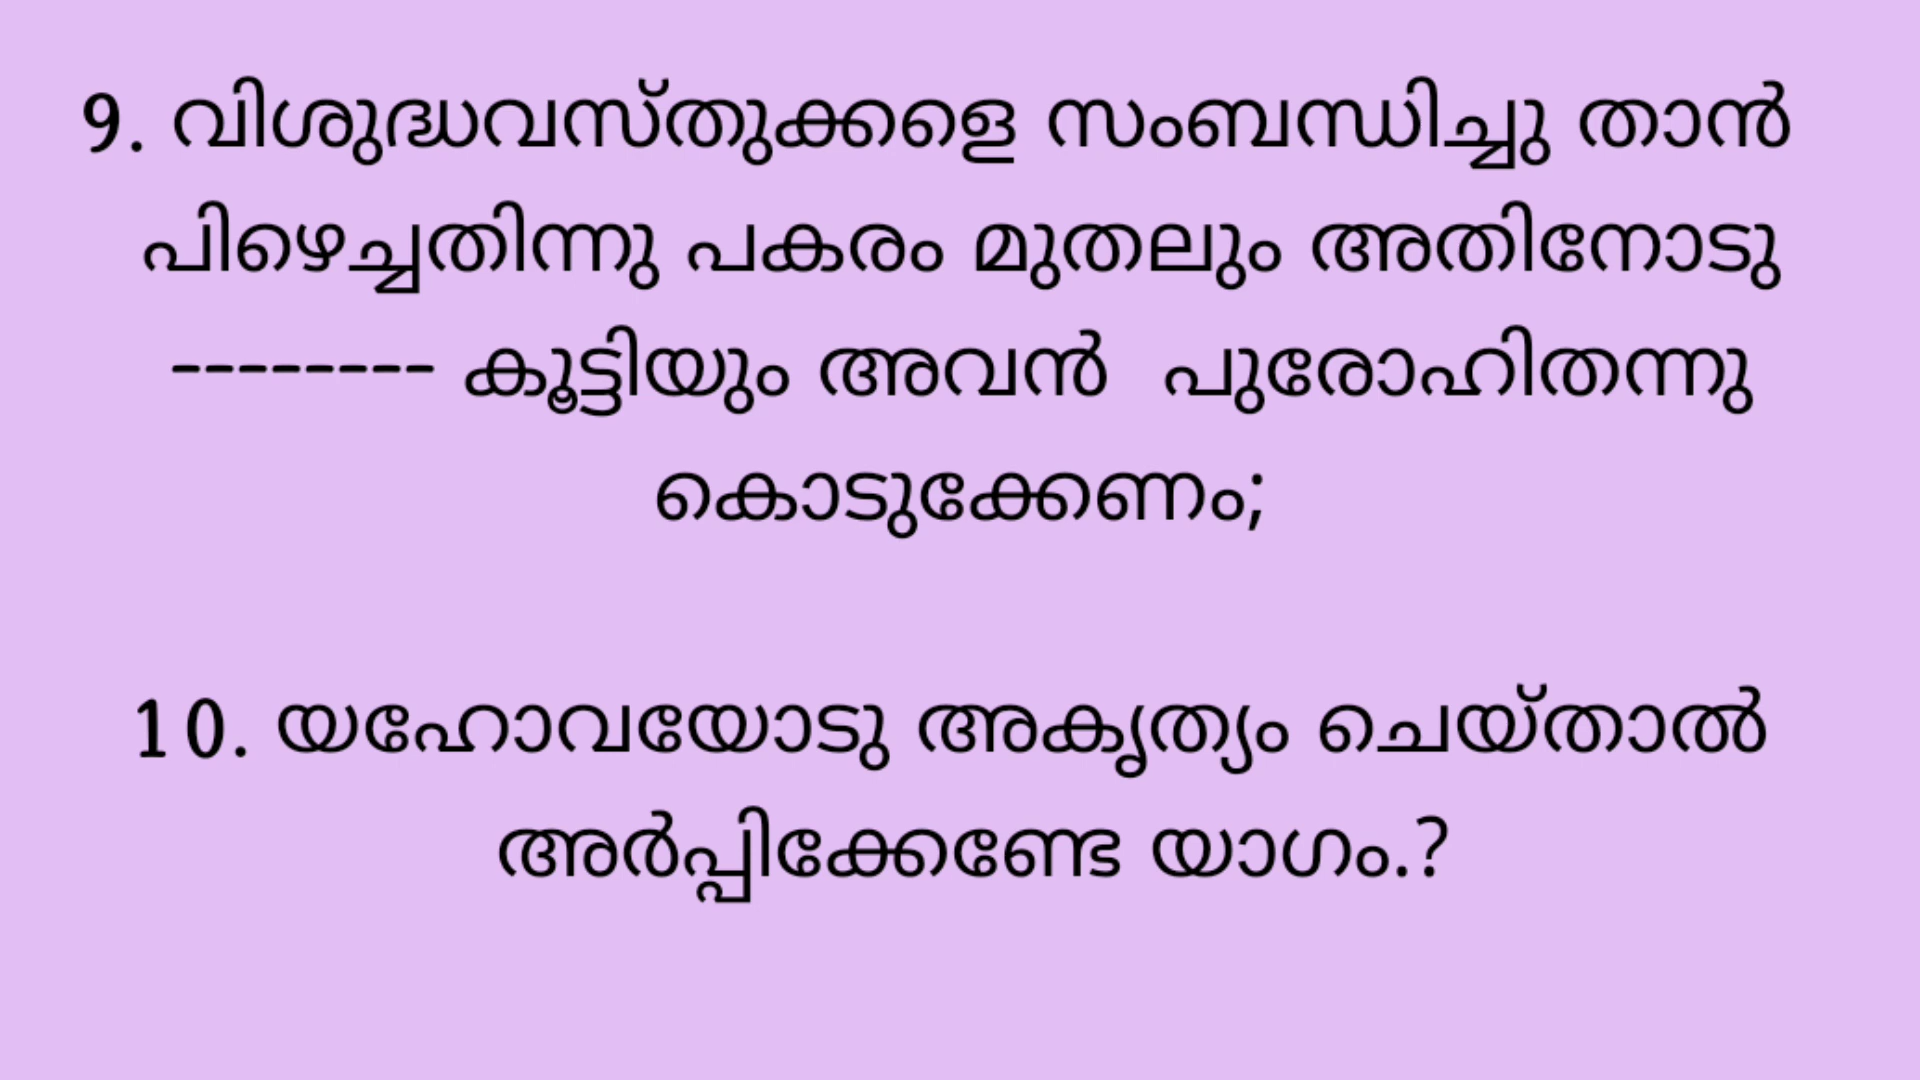 9. വിശുദ്ധവസ്തുക്കളെ സംബന്ധിച്ചു താൻ
പിഴെച്ചതിന്നു പകരം മുതലും അതിനോടു
-------- കൂട്ടിയും അവൻ പുരോഹിതന്നു
കൊടുക്കേണം;
10. യഹോവയോടു അകൃത്യം ചെയ്താൽ
അർപ്പിക്കേണ്ടേ യാഗം.?